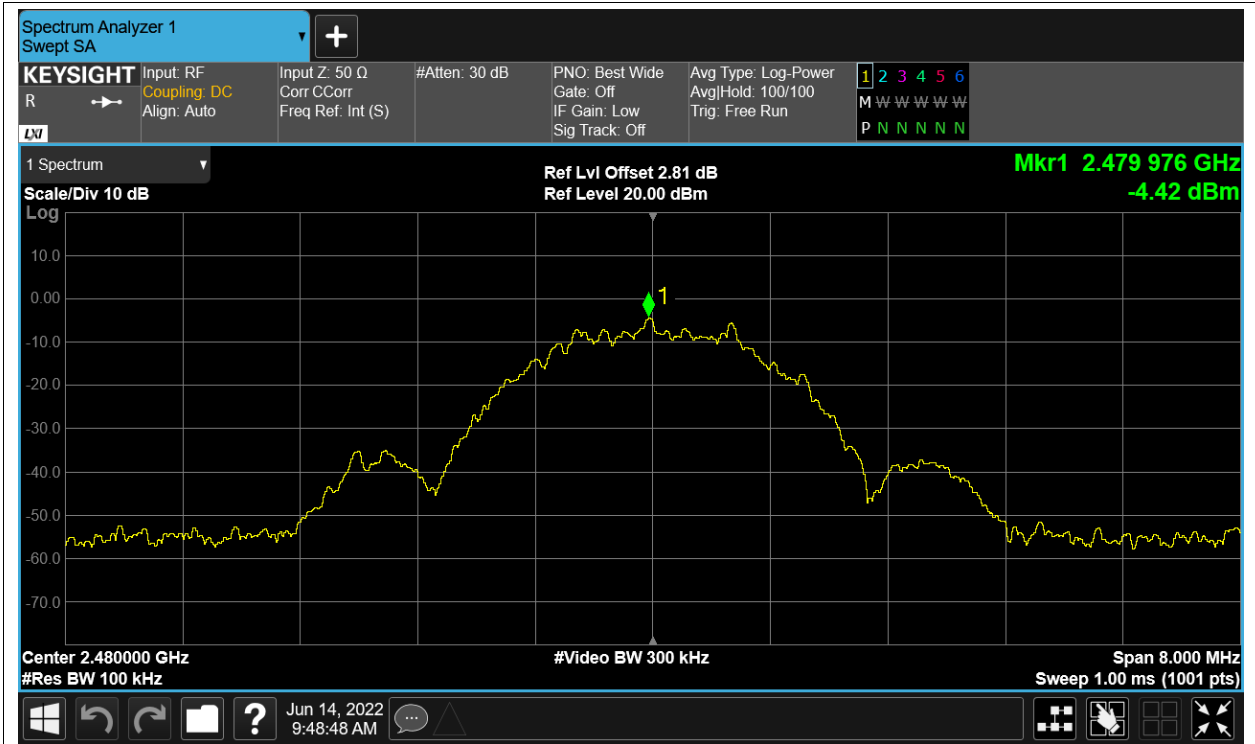 Spectrum Analyzer 1
Swept SA
KEYSIGHT
R
LXI
Input: RF
Coupling: DC
Align: Auto
Input Z: 50 Ω
Corr CCorr
Freq Ref: Int (S)
#Atten: 30 dB
PNO: Best Wide
Gate: Off
IF Gain: Low
Sig Track: Off
Avg Type: Log-Power
Avg|Hold: 100/100
Trig: Free Run
1 2 3 4 5 6
M W W W W W
P N N N N N
1 Spectrum
Scale/Div 10 dB
Log
Ref Lvl Offset 2.81 dB
Ref Level 20.00 dBm
Mkr1 2.479 976 GHz
-4.42 dBm
10.0
0.00
1
-10.0
-20.0
-30.0
-40.0
-50.0
-60.0
-70.0
Center 2.480000 GHz
#Res BW 100 kHz
#Video BW 300 kHz
Span 8.000 MHz
Sweep 1.00 ms (1001 pts)
?
Jun 14, 2022
9:48:48 AM